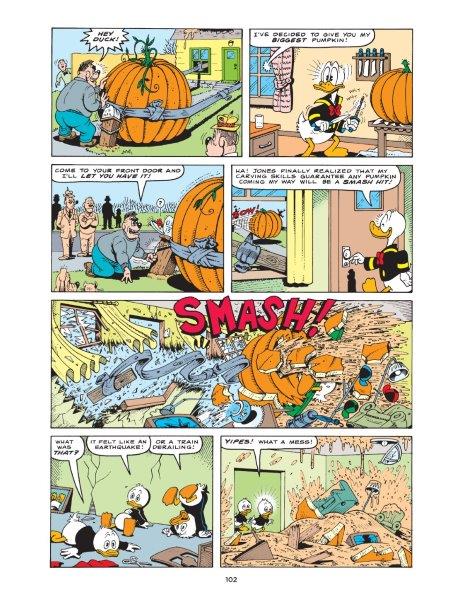 HEY
DUCK!
I'VE DECIDED TO GIVE YOU MY
BIGGEST PUMPKIN!
COME TO YOUR FRONT DOOR AND
I'LL LET YOU HAVE IT!
?
HA! JONES FINALLY REALIZED THAT MY
CARVING SKILLS GUARANTEE ANY PUMPKIN
COMING MY WAY WILL BE A SMASH HIT!
SMASH!
WHAT
WAS
THAT?
IT FELT LIKE AN
EARTHQUAKE!
OR A TRAIN
DERAILING!
YIPES! WHAT A MESS!
102